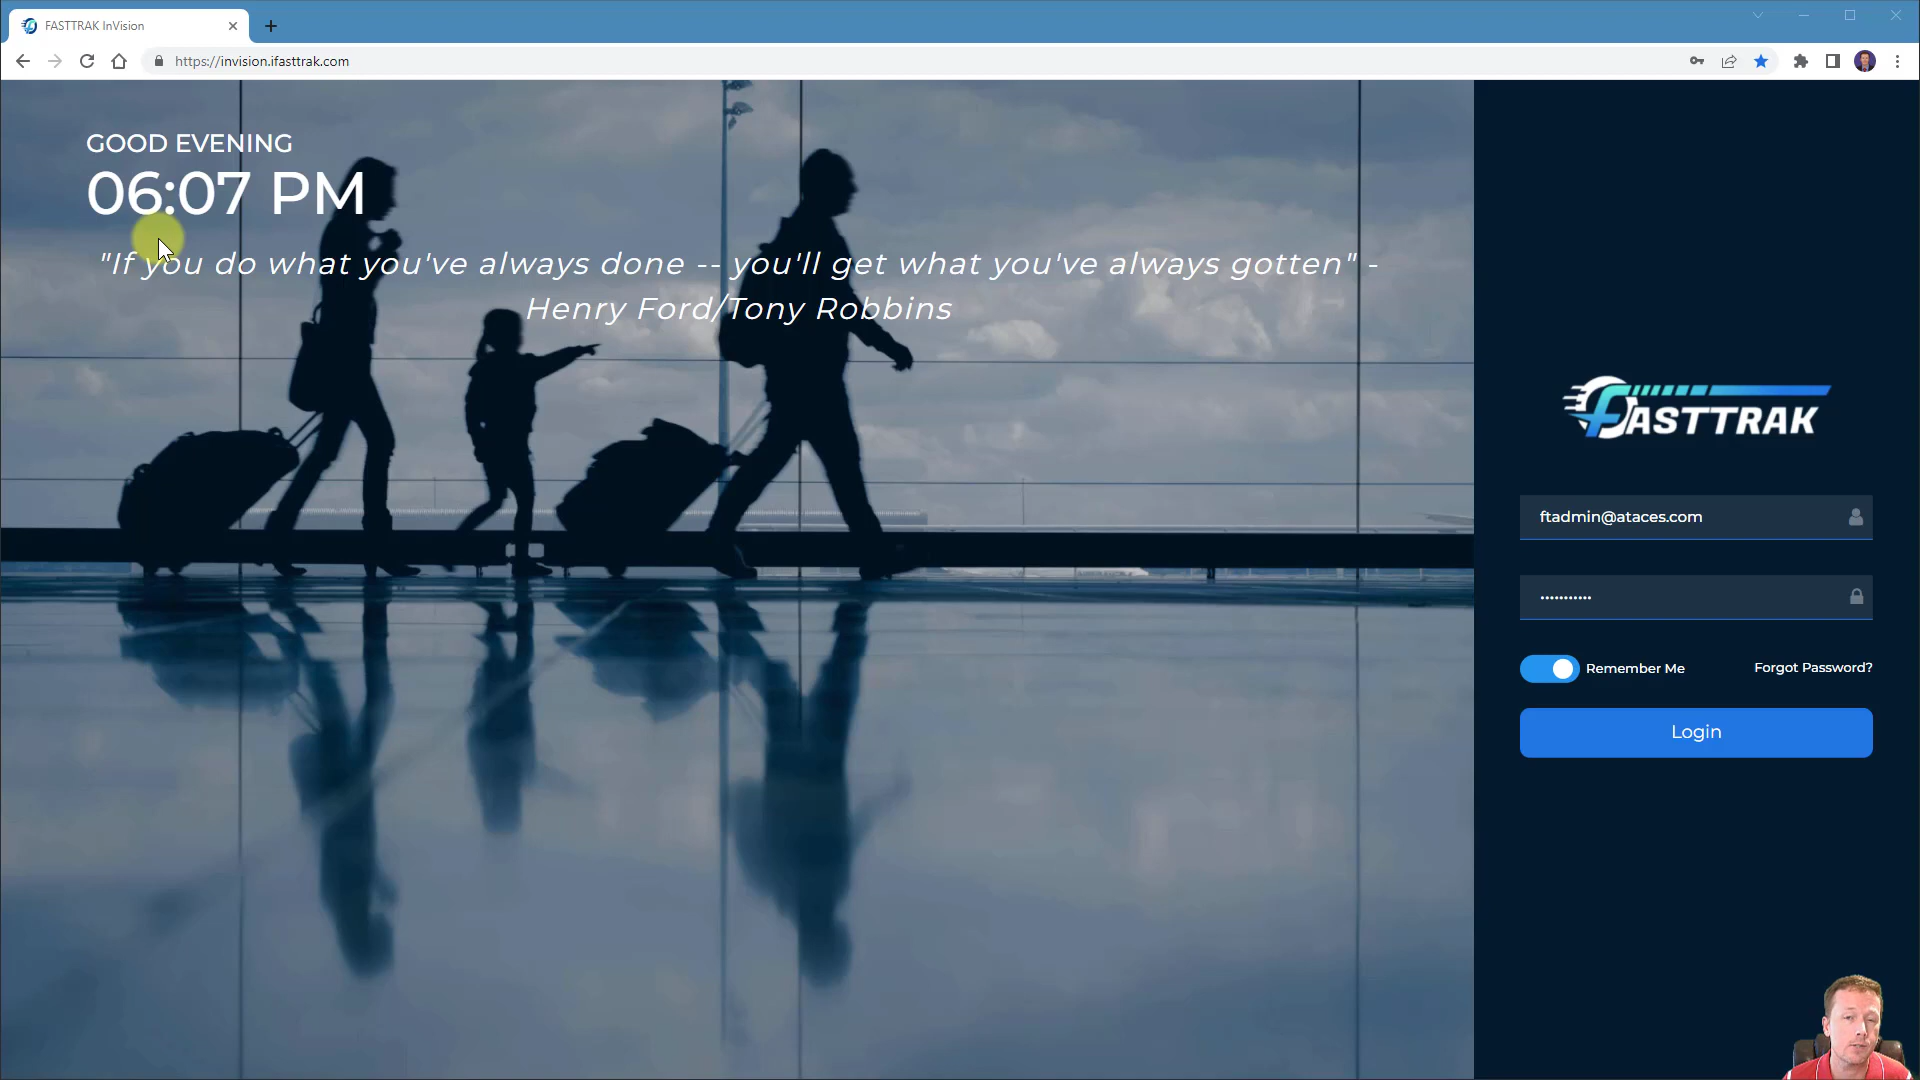 FASTTRAK InVision
https://invision.ifasttrak.com
GOOD EVENING
06:07 PM
"If you do what you've always done -- you'll get what you've always gotten" -
Henry Ford/Tony Robbins
FASTTRAK
ftadmin@ataces.com
•••••••••••
Remember Me
Forgot Password?
Login